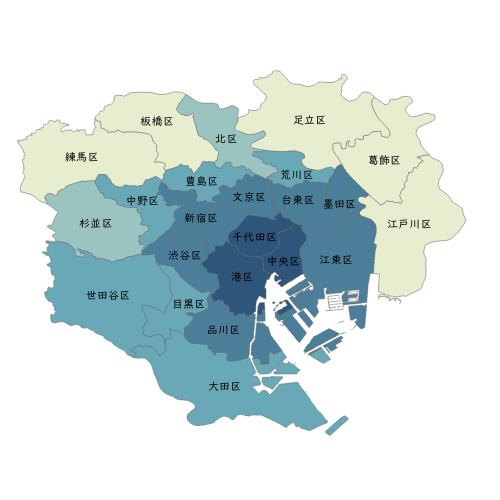 足立区
板橋区
北区
練馬区
葛飾区
荒川区
豊島区
文京区
台東区
墨田区
中野区
杉並区
新宿区
江戸川区
千代田区
渋谷区
中央区
江東区
港区
世田谷区
目黒区
品川区
大田区